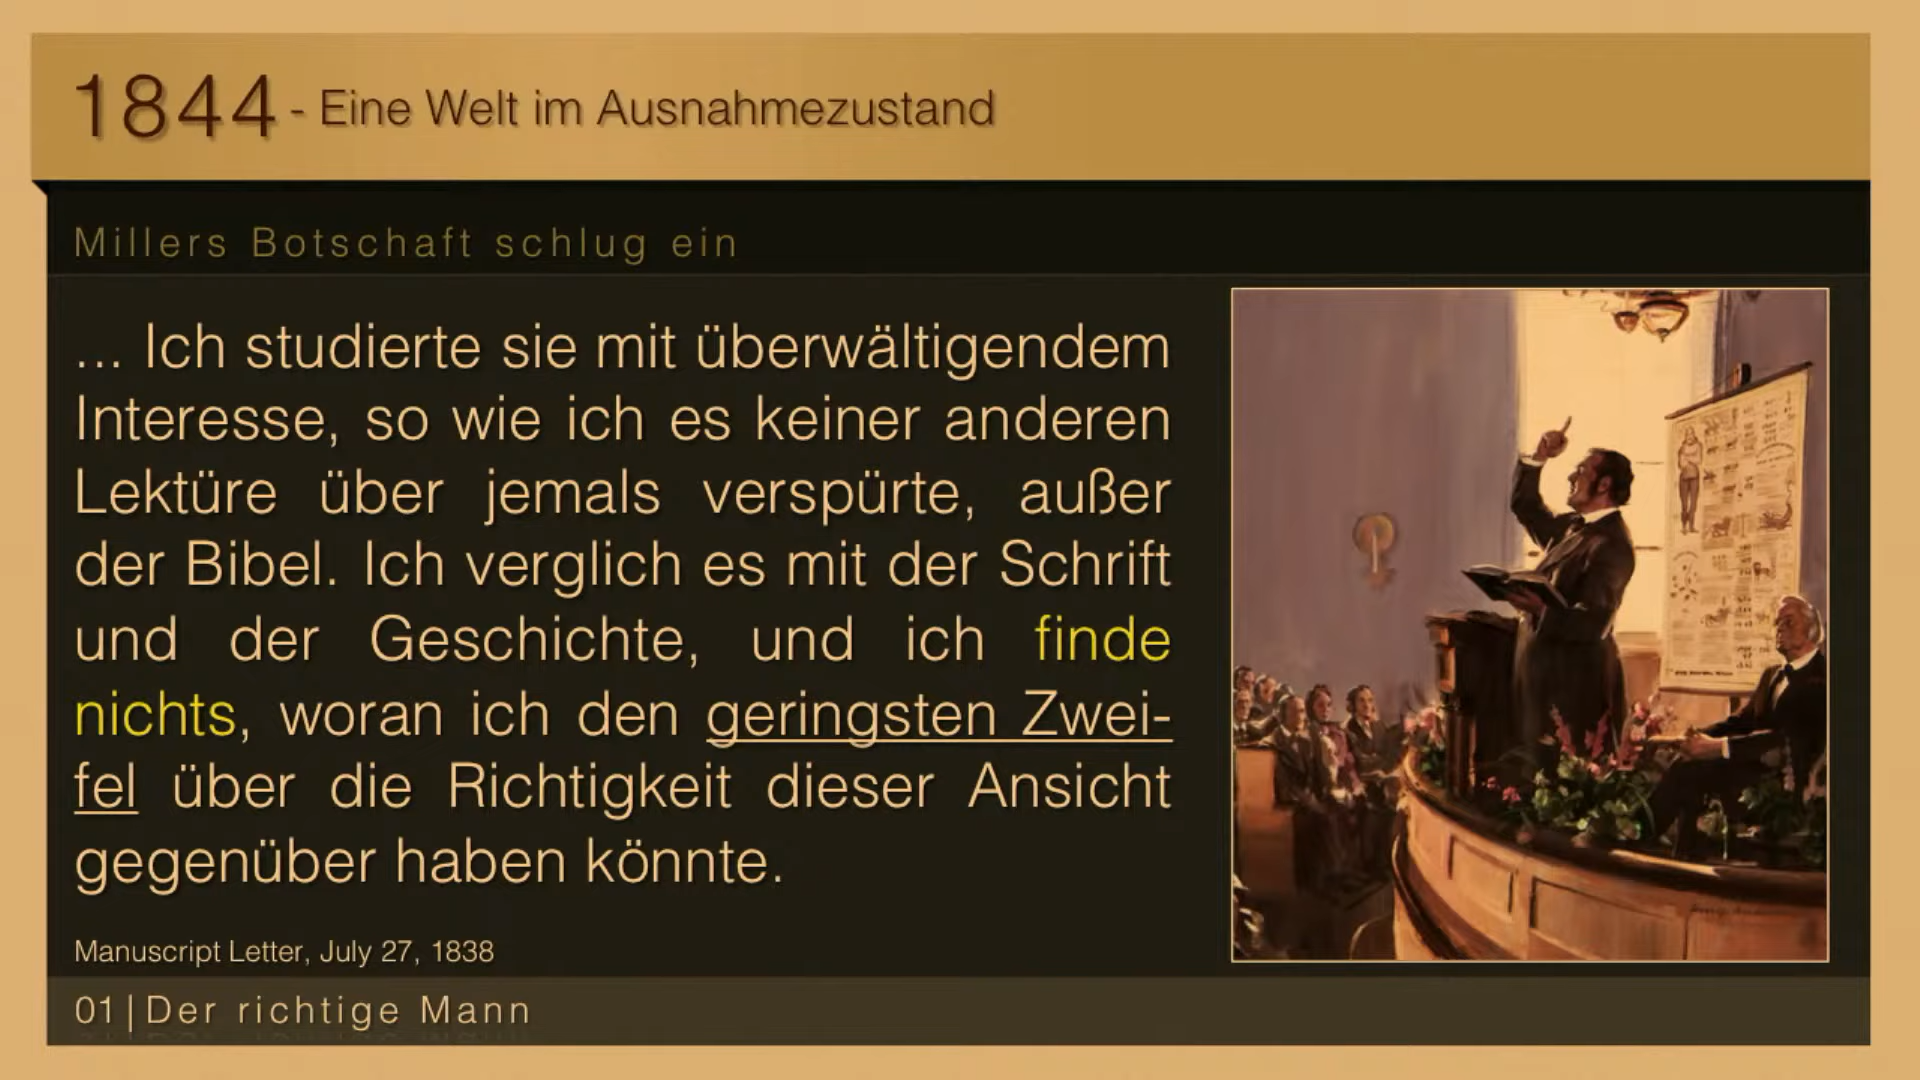 1844 - Eine Welt im Ausnahmezustand
Millers Botschaft schlug ein
... Ich studierte sie mit überwältigendem
Interesse, so wie ich es keiner anderen
Lektüre über jemals verspürte, außer
der Bibel. Ich verglich es mit der Schrift
und der Geschichte, und ich finde
nichts, woran ich den geringsten Zwei-
fel über die Richtigkeit dieser Ansicht
gegenüber haben könnte.
Manuscript Letter, July 27, 1838
01|Der richtige Mann